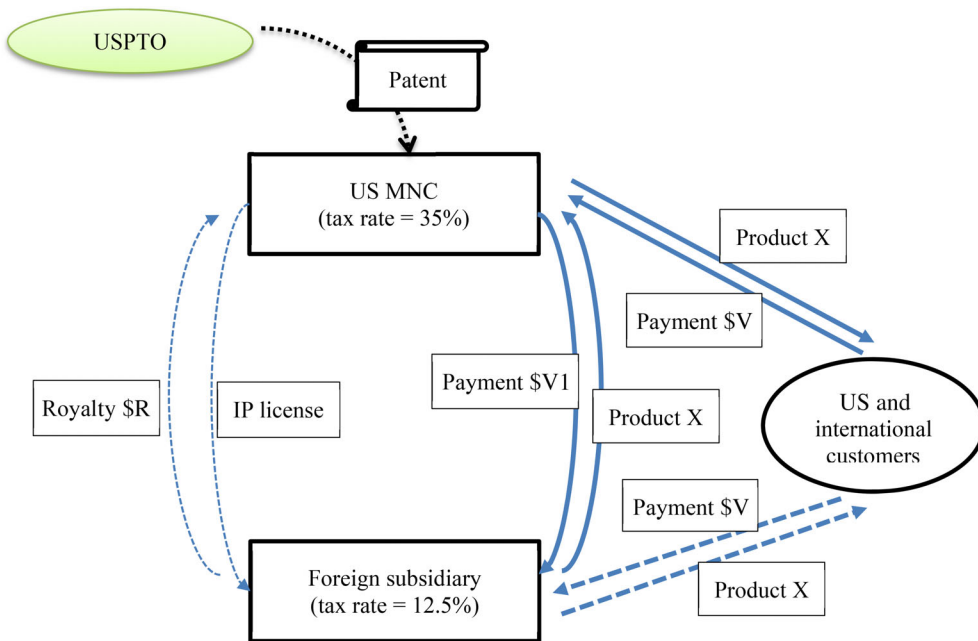 USPTO
Patent
US MNC
(tax rate = 35%)
Product X
Payment $V
Royalty $R
IP license
Payment $V1
Product X
US and
international
customers
Payment $V
Product X
Foreign subsidiary
(tax rate = 12.5%)